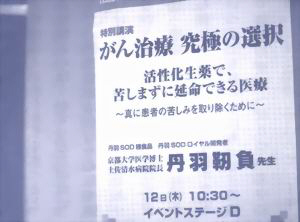 特別講演
がん治療 究極の選択
活性化生薬で、
苦しまずに延命できる医療
〜真に患者の苦しみを取り除くために〜
丹羽SOD様食品 丹羽SODロイヤル開発者
京都大学医学博士
土佐清水病院院長
丹羽靱負 先生
12日(木) 10:30〜
イベントステージD